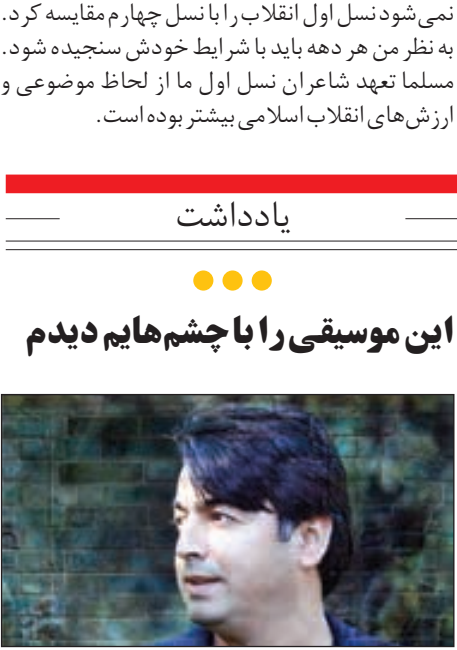 نمی‌شود نسل اول انقلاب را با نسل چهارم مقایسه کرد.
به نظر من هر دهه باید با شرایط خودش سنجیده شود.
مسلما تعهد شاعران نسل اول ما از لحاظ موضوعی و
ارزش‌های انقلاب اسلامی بیشتر بوده است.
یادداشت
این موسیقی را با چشم‌هایم دیدم